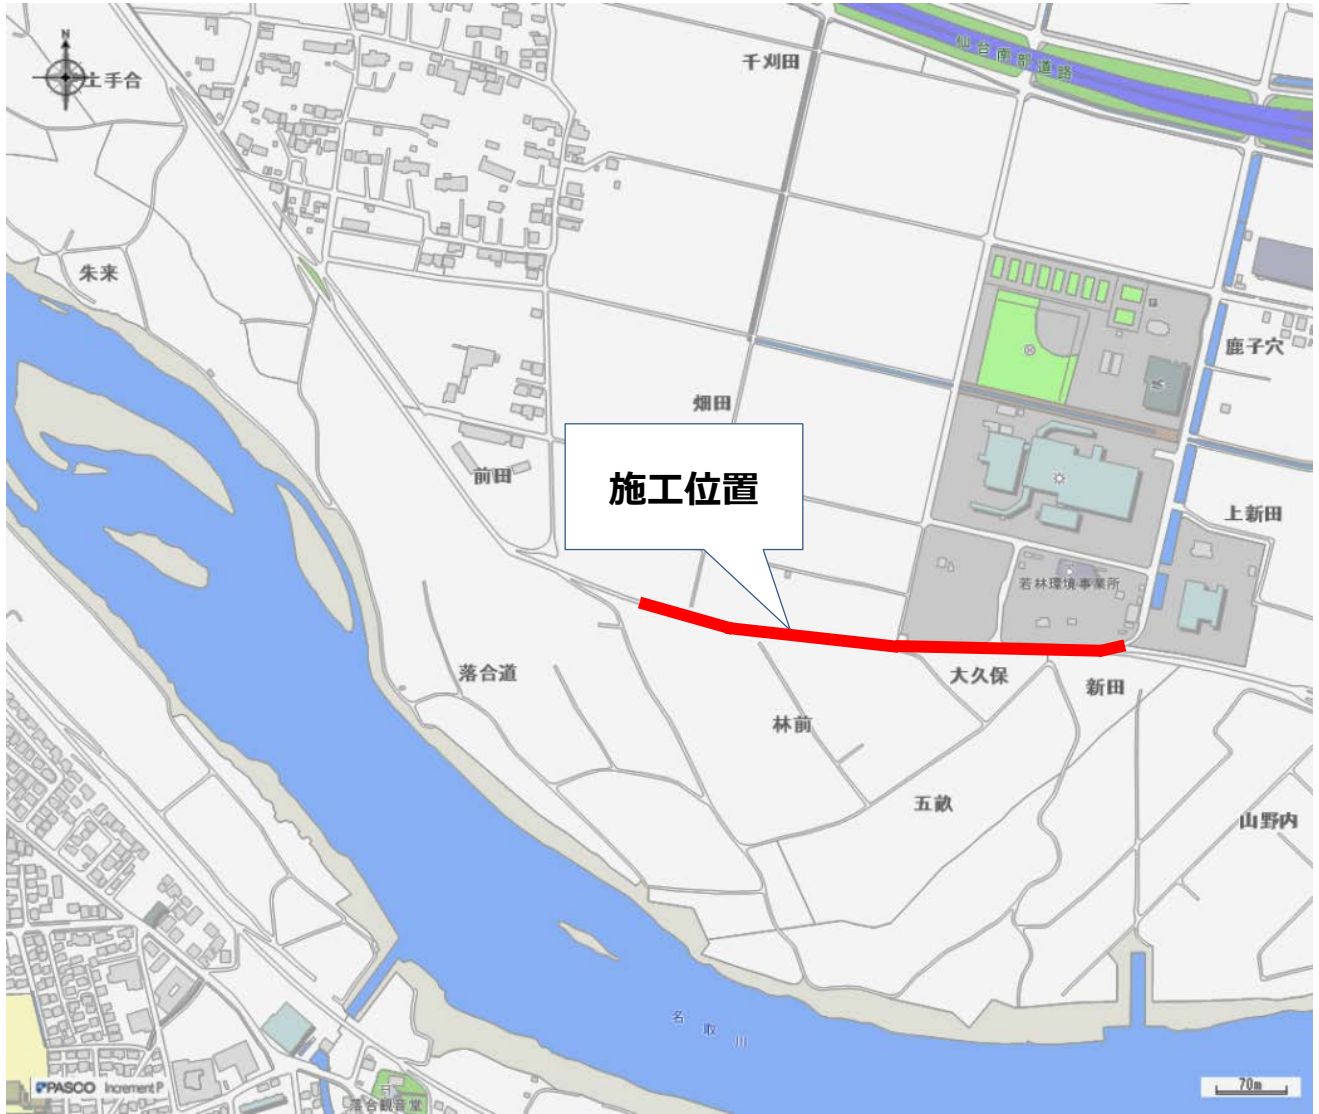 N
土手合
千刈田
仙台南部道路
朱来
鹿子穴
畑田
前田
施工位置
上新田
若林環境事業所
落合道
大久保
新田
林前
五畝
山野内
名取川
PASCO Increment P
落合観音堂
70m